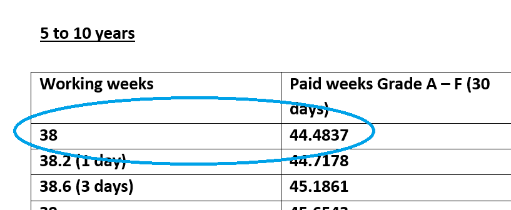 5 to 10 years
Working weeks Paid weeks Grade A – F (30
days)
38 44.4837
38.2 (1 day) 44.7178
38.6 (3 days) 45.1861